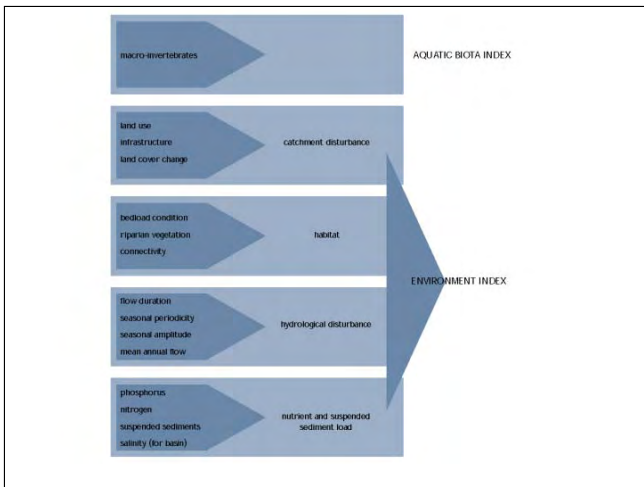 macro-invertebrates
AQUATIC BIOTA INDEX
land use
infrastructure
land cover change
catchment disturbance
bedload condition
riparian vegetation
connectivity
habitat
ENVIRONMENT INDEX
flow duration
seasonal periodicity
seasonal amplitude
mean annual flow
hydrological disturbance
phosphorus
nitrogen
suspended sediments
salinity (for basin)
nutrient and suspended
sediment load